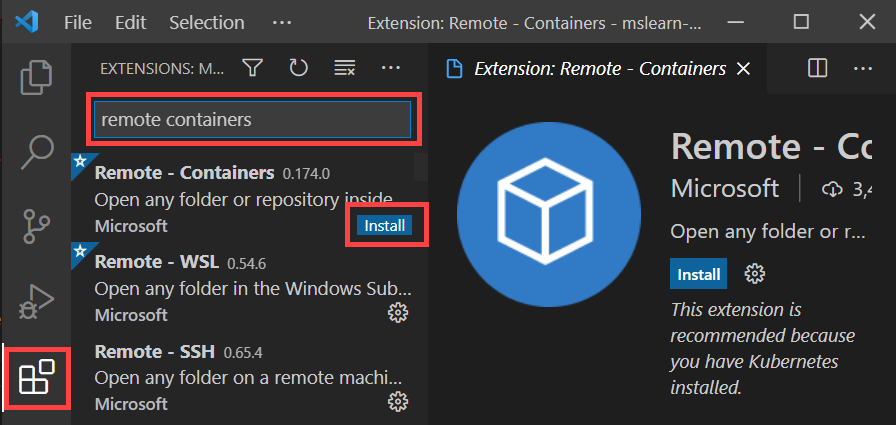 File Edit Selection ··· Extension: Remote - Containers - mslearn-...
EXTENSIONS: M... ···
Extension: Remote - Containers ···
remote containers
Remote - Containers 0.174.0
Open any folder or repository inside
Microsoft Install
Remote - WSL 0.54.6
Open any folder in the Windows Sub...
Microsoft
Remote - SSH 0.65.4
Open any folder on a remote machi...
Microsoft
Remote - Co
Microsoft 3,4
Open any folder or r...
Install
This extension is
recommended because
you have Kubernetes
installed.